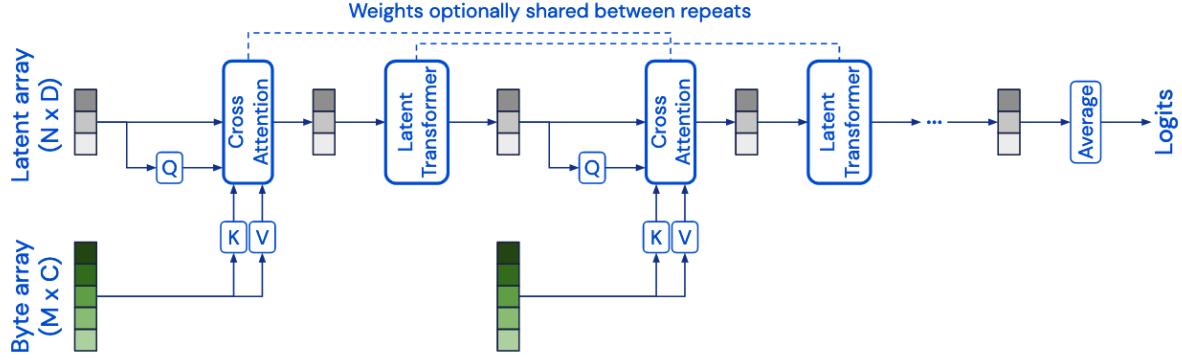 Weights optionally shared between repeats
Latent array
(N x D)
Q
Cross
Attention
K
V
Latent
Transformer
Q
Cross
Attention
K
V
Latent
Transformer
...
Average
Logits
Byte array
(M x C)